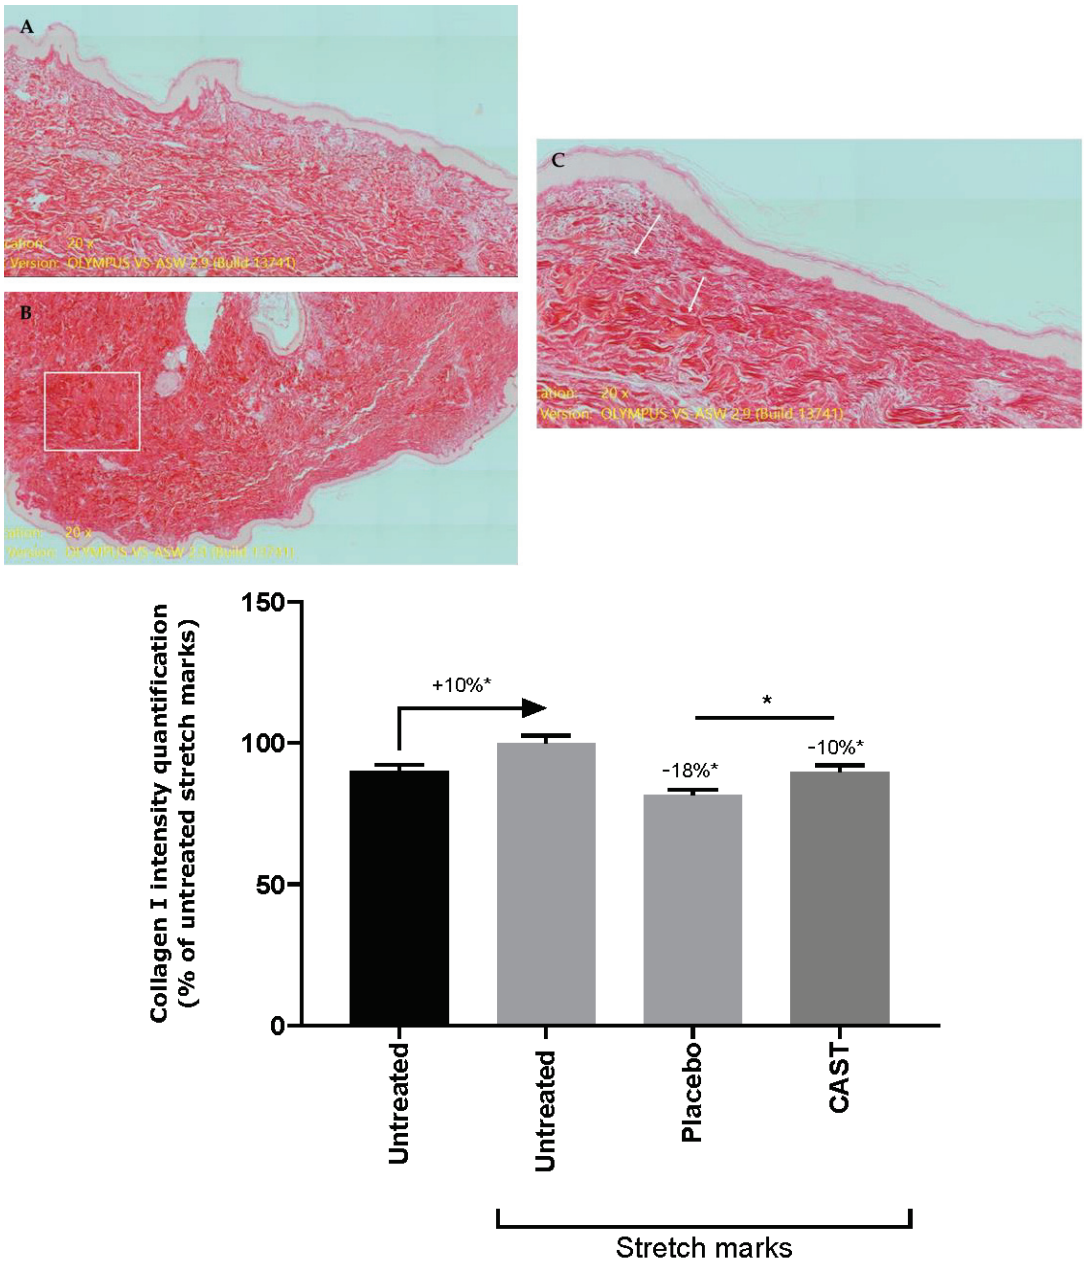 A
cation: 20 x
Version: OLYMPUS VS-ASW 2.9 (Build 13741)
B
ation: 20 x
Version: OLYMPUS VS-ASW 2.9 (Build 13741)
C
ation: 20 x
Version: OLYMPUS VS-ASW 2.9 (Build 13741)
Collagen I intensity quantification
(% of untreated stretch marks)
150
100
50
0
+10%*
-18%*
*
-10%*
Untreated
Untreated
Placebo
CAST
Stretch marks